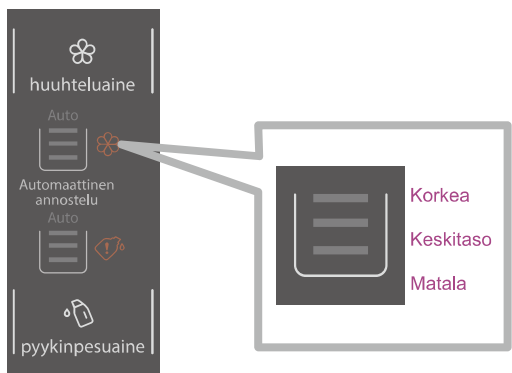 huuhteluaine
Auto
Automaattinen
annostelu
Auto
pyykinpesuaine
Korkea
Keskitaso
Matala